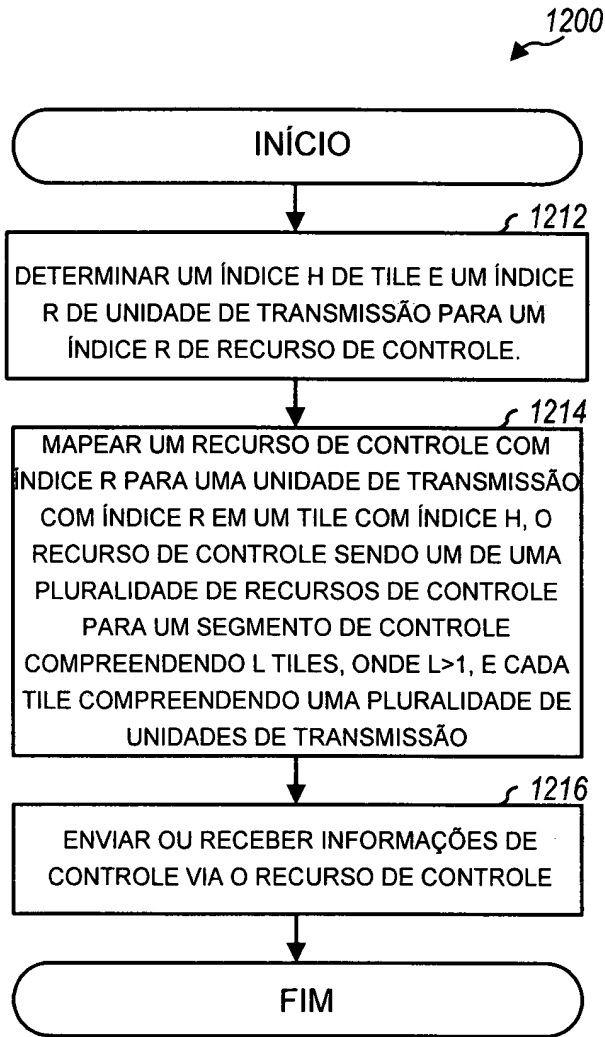 1200
INÍCIO
1212
DETERMINAR UM ÍNDICE H DE TILE E UM ÍNDICE
R DE UNIDADE DE TRANSMISSÃO PARA UM
ÍNDICE R DE RECURSO DE CONTROLE.
1214
MAPEAR UM RECURSO DE CONTROLE COM
ÍNDICE R PARA UMA UNIDADE DE TRANSMISSÃO
COM ÍNDICE R EM UM TILE COM ÍNDICE H, O
RECURSO DE CONTROLE SENDO UM DE UMA
PLURALIDADE DE RECURSOS DE CONTROLE
PARA UM SEGMENTO DE CONTROLE
COMPREENDENDO L TILES, ONDE L>1, E CADA
TILE COMPREENDENDO UMA PLURALIDADE DE
UNIDADES DE TRANSMISSÃO
1216
ENVIAR OU RECEBER INFORMAÇÕES DE
CONTROLE VIA O RECURSO DE CONTROLE
FIM